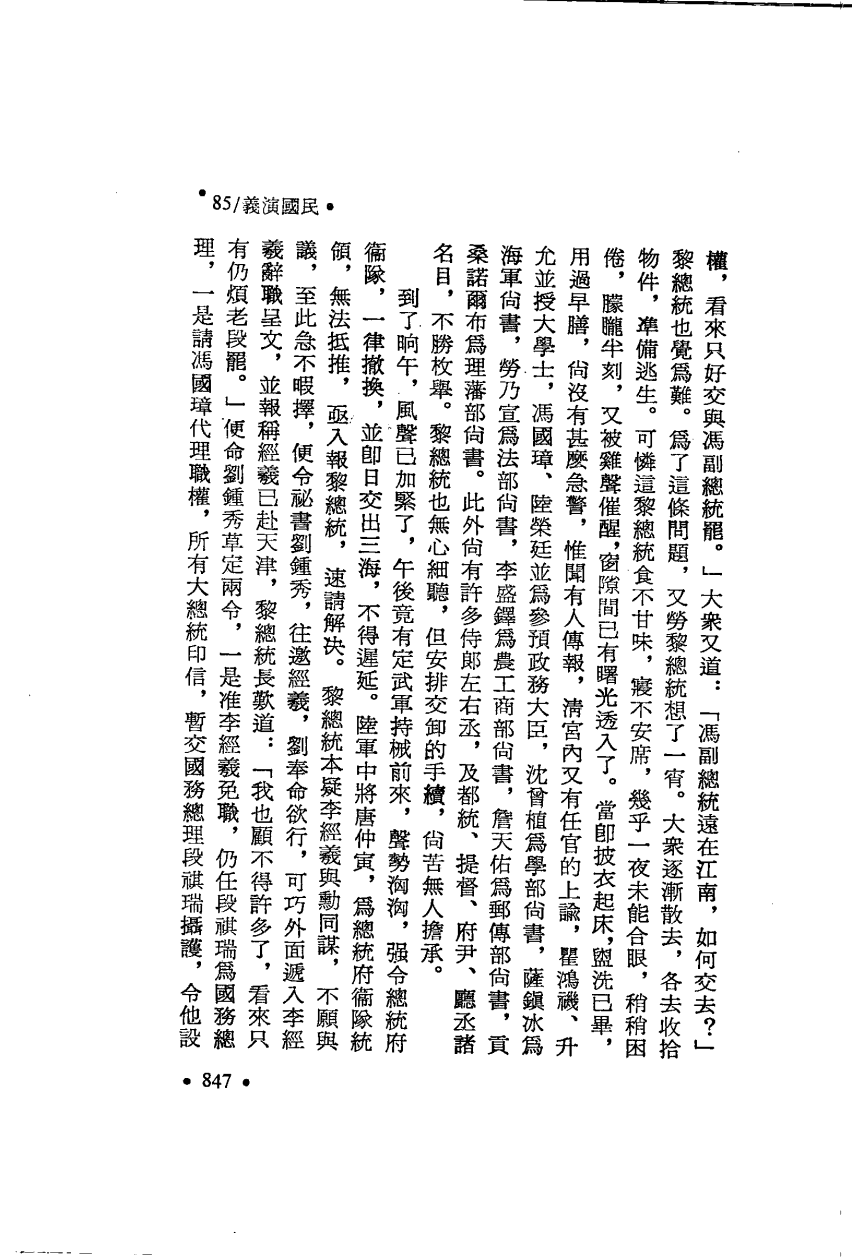 •85/義演國民•
權，看來只好交與馮副總統罷。」大衆又道：「馮副總統遠在江南，如何交去？」
黎總統也覺爲難。爲了這條問題，又勞黎總統想了一宵。大衆逐漸散去，各去收拾
物件，準備逃生。可憐這黎總統食不甘味，寢不安席，幾乎一夜未能合眼，稍稍困
倦，朦朧半刻，又被雞聲催醒，窗隙間已有曙光透入了。當卽披衣起床，盥洗已畢，
用過早膳，尙沒有甚麼急警，惟聞有人傳報，清宮內又有任官的上諭，瞿鴻禨、升
允並授大學士，馮國璋、陸榮廷並爲參預政務大臣，沈曾植爲學部尙書，薩鎭冰爲
海軍尙書，勞乃宣爲法部尙書，李盛鐸爲農工商部尙書，詹天佑爲郵傳部尙書，貢
桑諾爾布爲理藩部尙書。此外尙有許多侍郞左右丞，及都統、提督、府尹、廳丞諸
名目，不勝枚舉。黎總統也無心細聽，但安排交卸的手續，尙苦無人擔承。
到了晌午，風聲已加緊了，午後竟有定武軍持械前來，聲勢洶洶，强令總統府
衞隊，一律撤換，並卽日交出三海，不得遲延。陸軍中將唐仲寅，爲總統府衞隊統
領，無法抵推，亟入報黎總統，速請解决。黎總統本疑李經羲與勳同謀，不願與
議，至此急不暇擇，便令祕書劉鍾秀，往邀經羲，劉奉命欲行，可巧外面遞入李經
羲辭職呈文，並報稱經羲已赴天津，黎總統長歎道：「我也顧不得許多了，看來只
有仍煩老段罷。」便命劉鍾秀草定兩令，一是准李經羲免職，仍任段祺瑞爲國務總
理，一是請馮國璋代理職權，所有大總統印信，暫交國務總理段祺瑞攝護，令他設
•847•